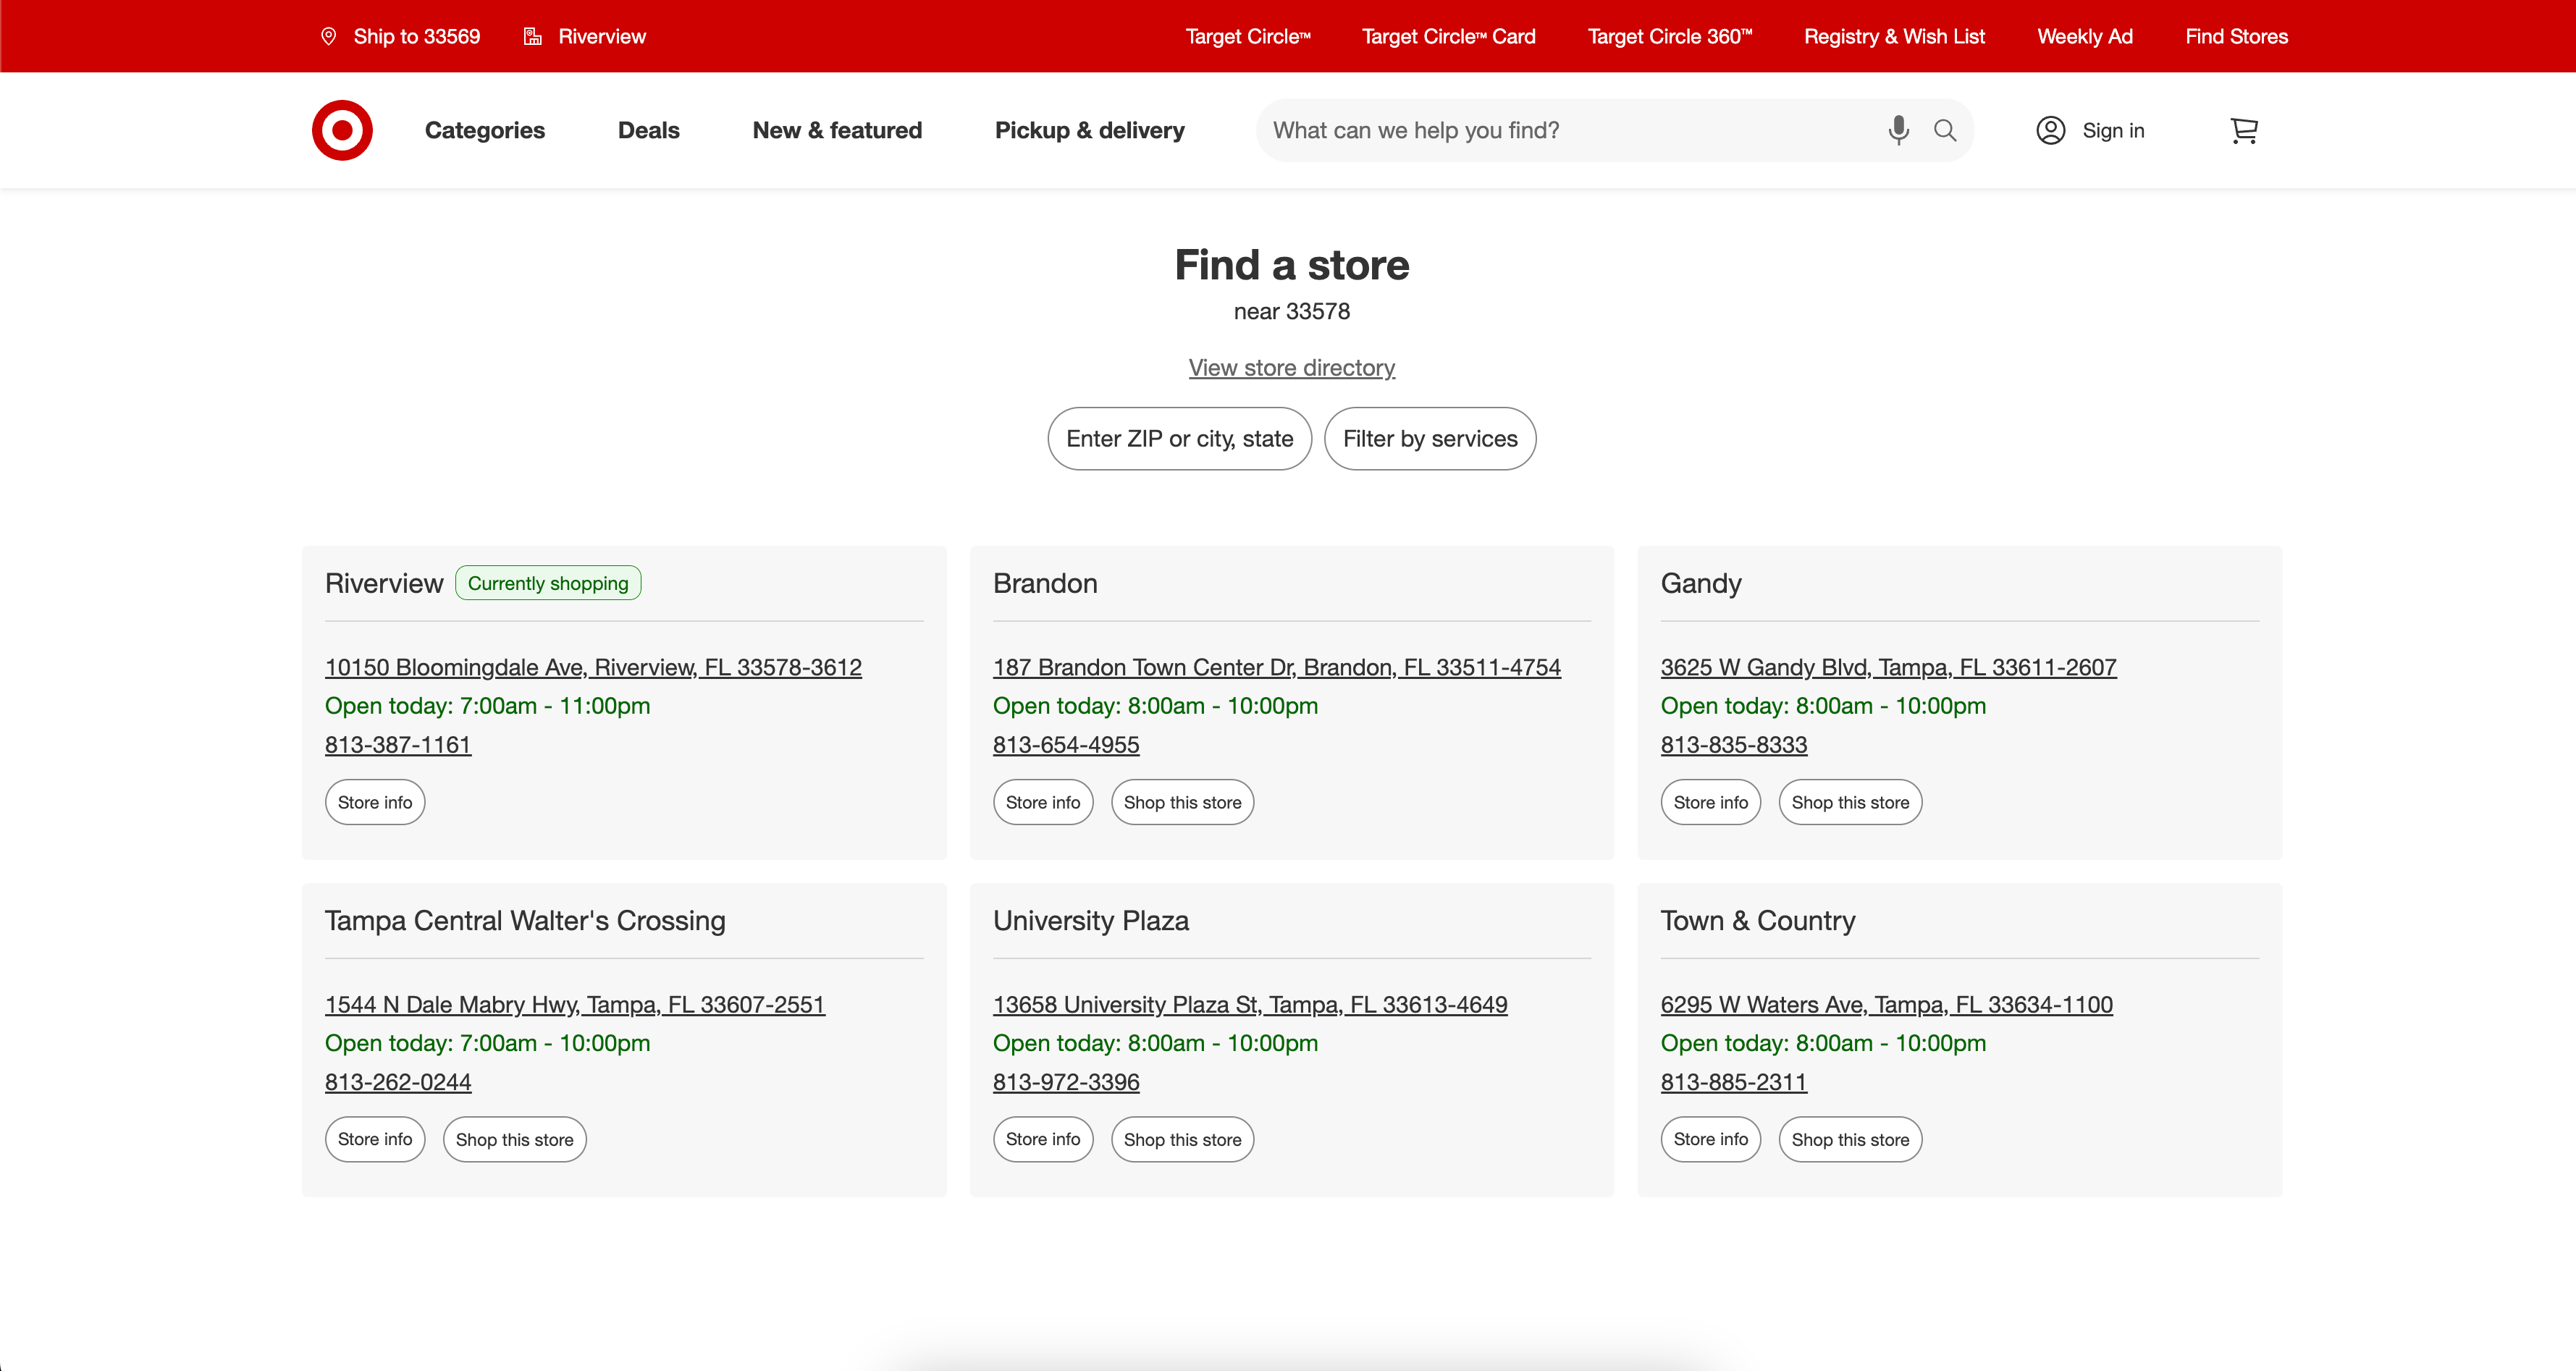 Ship to 33569 Riverview Target Circle™ Target Circle™ Card Target Circle 360™ Registry & Wish List Weekly Ad Find Stores
Categories Deals New & featured Pickup & delivery What can we help you find? Sign in
Find a store
near 33578
View store directory
Enter ZIP or city, state Filter by services
Riverview Currently shopping
10150 Bloomingdale Ave, Riverview, FL 33578-3612
Open today: 7:00am - 11:00pm
813-387-1161
Store info
Brandon
187 Brandon Town Center Dr, Brandon, FL 33511-4754
Open today: 8:00am - 10:00pm
813-654-4955
Store info Shop this store
Gandy
3625 W Gandy Blvd, Tampa, FL 33611-2607
Open today: 8:00am - 10:00pm
813-835-8333
Store info Shop this store
Tampa Central Walter's Crossing
1544 N Dale Mabry Hwy, Tampa, FL 33607-2551
Open today: 7:00am - 10:00pm
813-262-0244
Store info Shop this store
University Plaza
13658 University Plaza St, Tampa, FL 33613-4649
Open today: 8:00am - 10:00pm
813-972-3396
Store info Shop this store
Town & Country
6295 W Waters Ave, Tampa, FL 33634-1100
Open today: 8:00am - 10:00pm
813-885-2311
Store info Shop this store